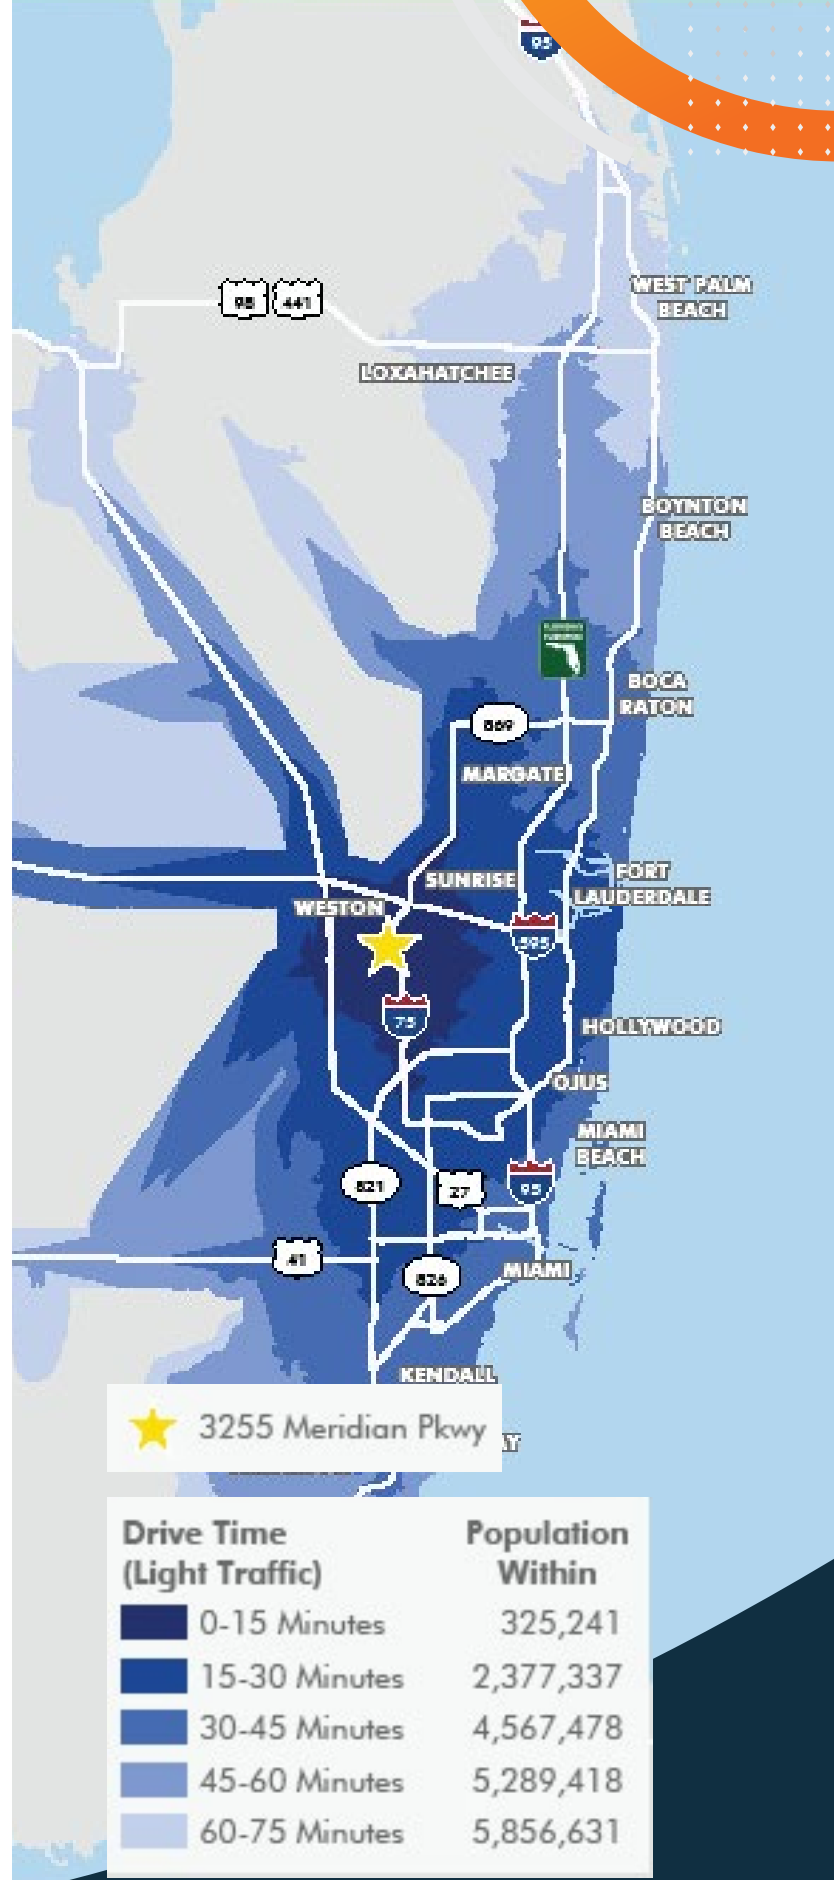 95
WEST PALM
BEACH
98 441
LOXAHATCHEE
BOYNTON
BEACH
BOCA
RATON
869
MARGATE
SUNRISE
FORT
LAUDERDALE
WESTON
595
75
HOLLYWOOD
OJUS
MIAMI
BEACH
821
27
95
41
826
MIAMI
KENDALL
3255 Meridian Pkwy
Drive Time
(Light Traffic)
Population
Within
0-15 Minutes 325,241
15-30 Minutes 2,377,337
30-45 Minutes 4,567,478
45-60 Minutes 5,289,418
60-75 Minutes 5,856,631